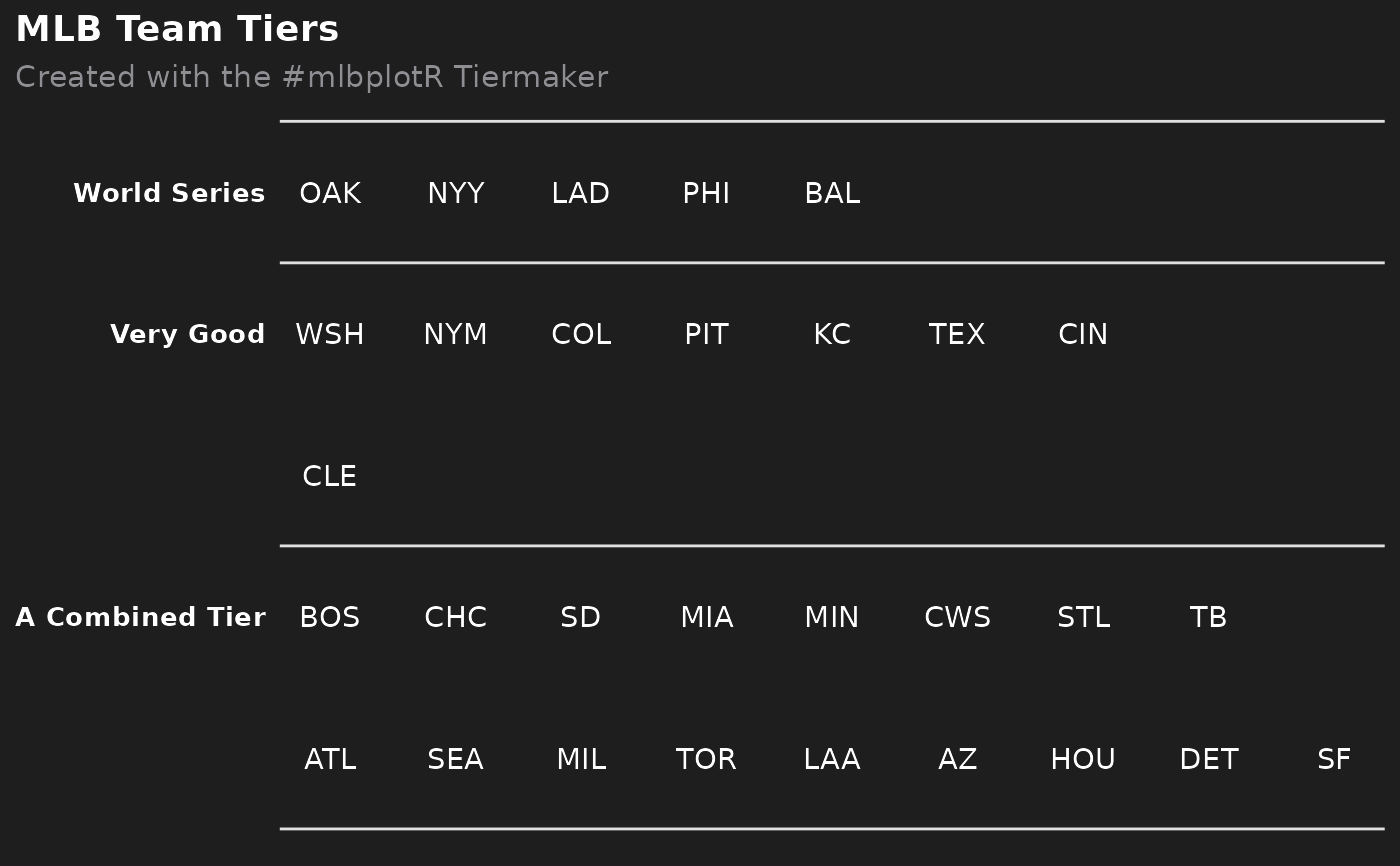 MLB Team Tiers
Created with the #mlbplotR Tiermaker
World Series OAK NYY LAD PHI BAL
Very Good WSH NYM COL PIT KC TEX CIN
CLE
A Combined Tier BOS CHC SD MIA MIN CWS STL TB
ATL SEA MIL TOR LAA AZ HOU DET SF